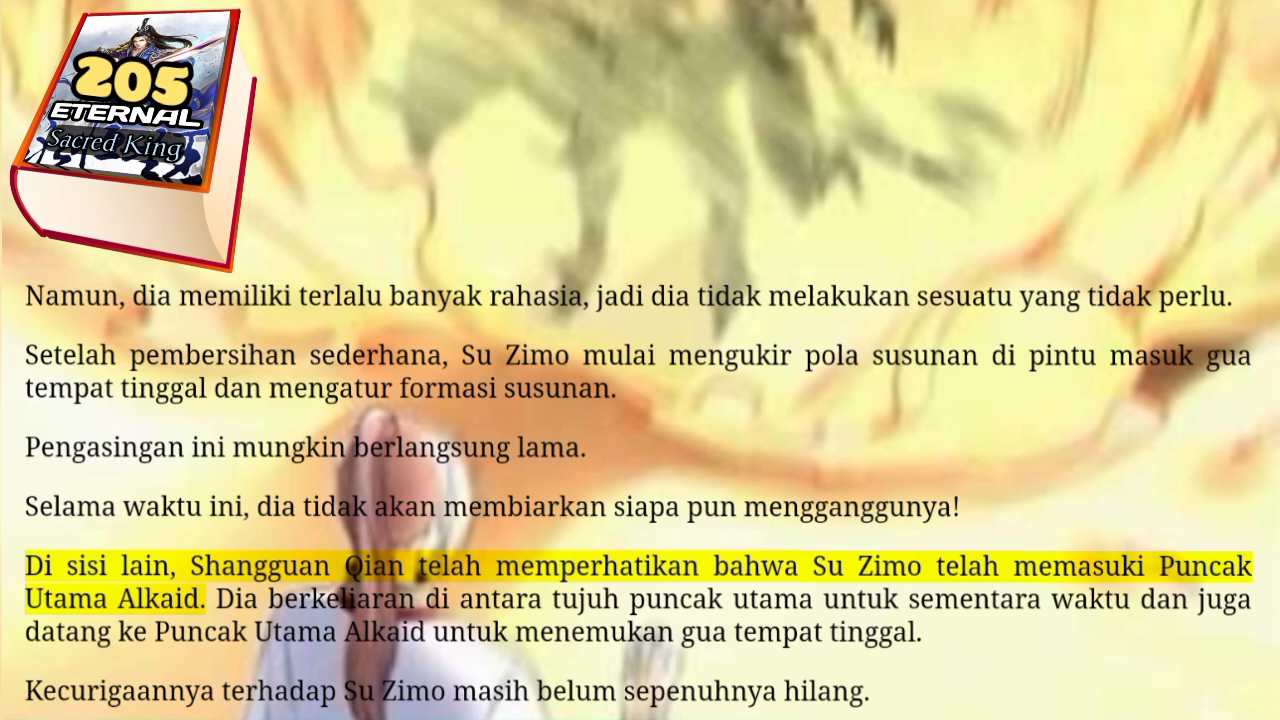 205
ETERNAL
Sacred King
Namun, dia memiliki terlalu banyak rahasia, jadi dia tidak melakukan sesuatu yang tidak perlu.
Setelah pembersihan sederhana, Su Zimo mulai mengukir pola susunan di pintu masuk gua
tempat tinggal dan mengatur formasi susunan.
Pengasingan ini mungkin berlangsung lama.
Selama waktu ini, dia tidak akan membiarkan siapa pun mengganggunya!
Di sisi lain, Shangguan Qian telah memperhatikan bahwa Su Zimo telah memasuki Puncak
Utama Alkaid. Dia berkeliaran di antara tujuh puncak utama untuk sementara waktu dan juga
datang ke Puncak Utama Alkaid untuk menemukan gua tempat tinggal.
Kecurigaannya terhadap Su Zimo masih belum sepenuhnya hilang.